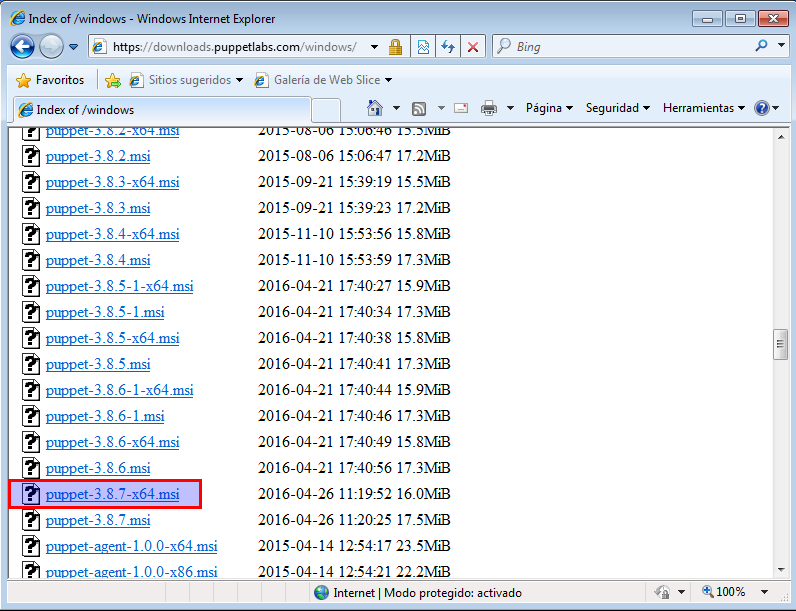 Index of /windows - Windows Internet Explorer
https://downloads.puppetlabs.com/windows/
Bing
Favoritos
Sitios sugeridos
Galería de Web Slice
Index of /windows
Página
Seguridad
Herramientas
puppet-3.8.2-x64.msi 2015-08-06 15:06:46 15.5MiB
puppet-3.8.2.msi 2015-08-06 15:06:47 17.2MiB
puppet-3.8.3-x64.msi 2015-09-21 15:39:19 15.5MiB
puppet-3.8.3.msi 2015-09-21 15:39:23 17.2MiB
puppet-3.8.4-x64.msi 2015-11-10 15:53:56 15.8MiB
puppet-3.8.4.msi 2015-11-10 15:53:59 17.3MiB
puppet-3.8.5-1-x64.msi 2016-04-21 17:40:27 15.9MiB
puppet-3.8.5-1.msi 2016-04-21 17:40:34 17.3MiB
puppet-3.8.5-x64.msi 2016-04-21 17:40:38 15.8MiB
puppet-3.8.5.msi 2016-04-21 17:40:41 17.3MiB
puppet-3.8.6-1-x64.msi 2016-04-21 17:40:44 15.9MiB
puppet-3.8.6-1.msi 2016-04-21 17:40:46 17.3MiB
puppet-3.8.6-x64.msi 2016-04-21 17:40:49 15.8MiB
puppet-3.8.6.msi 2016-04-21 17:40:56 17.3MiB
puppet-3.8.7-x64.msi 2016-04-26 11:19:52 16.0MiB
puppet-3.8.7.msi 2016-04-26 11:20:25 17.5MiB
puppet-agent-1.0.0-x64.msi 2015-04-14 12:54:17 23.5MiB
puppet-agent-1.0.0-x86.msi 2015-04-14 12:54:21 22.2MiB
Internet | Modo protegido: activado
100%